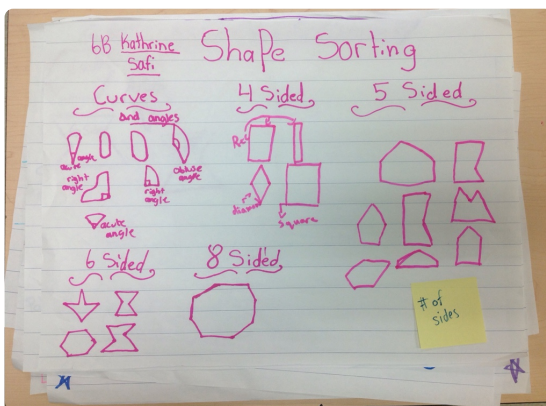 6B Kathrine
Safi
Shape Sorting
Curves
and angles
acute angle
right
angle
right
angle
obtuse
angle
acute
angle
4 Sided
Rec
diamond
Square
5 Sided
6 Sided
8 Sided
# of
sides